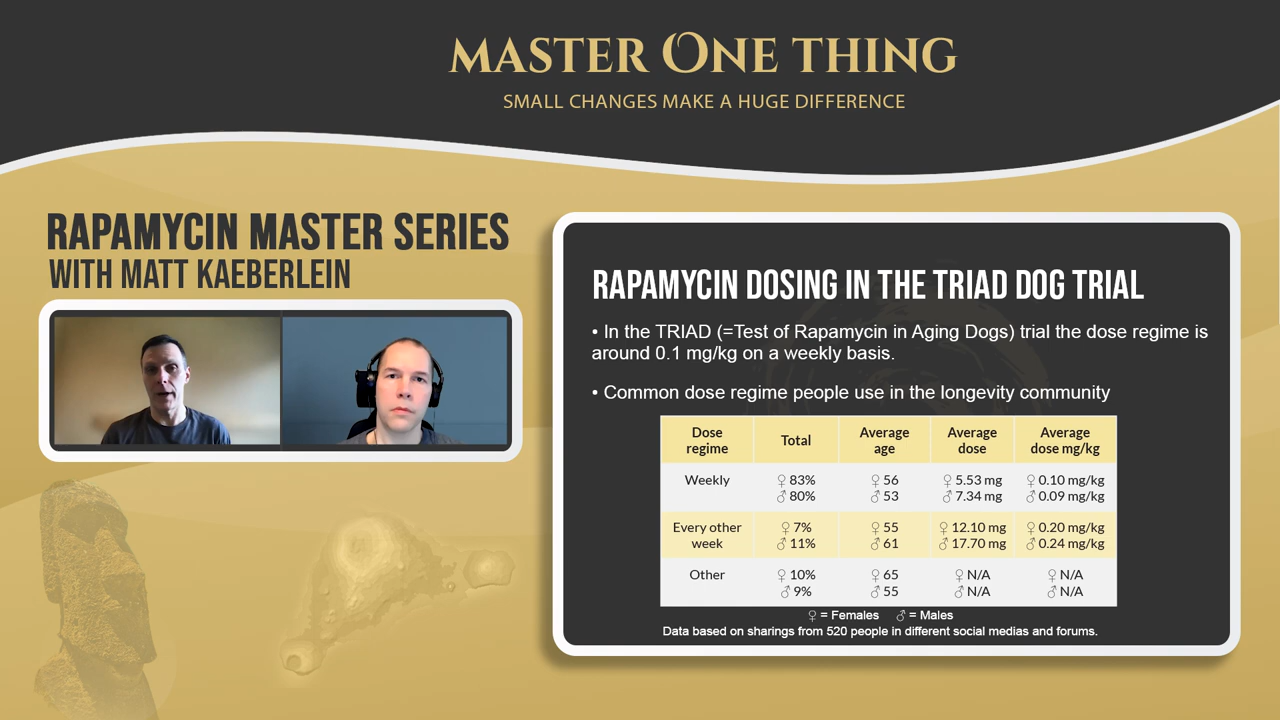 MASTER ONE THING
SMALL CHANGES MAKE A HUGE DIFFERENCE
RAPAMYCIN MASTER SERIES
WITH MATT KAEBERLEIN
RAPAMYCIN DOSING IN THE TRIAD DOG TRIAL
• In the TRIAD (=Test of Rapamycin in Aging Dogs) trial the dose regime is
around 0.1 mg/kg on a weekly basis.
• Common dose regime people use in the longevity community
Dose regime Total Average age Average dose Average dose mg/kg
Weekly ♀ 83% ♀ 56 ♀ 5.53 mg ♀ 0.10 mg/kg
♂ 80% ♂ 53 ♂ 7.34 mg ♂ 0.09 mg/kg
Every other ♀ 7% ♀ 55 ♀ 12.10 mg ♀ 0.20 mg/kg
week ♂ 11% ♂ 61 ♂ 17.70 mg ♂ 0.24 mg/kg
Other ♀ 10% ♀ 65 ♀ N/A ♀ N/A
♂ 9% ♂ 55 ♂ N/A ♂ N/A
♀ = Females ♂ = Males
Data based on sharings from 520 people in different social medias and forums.